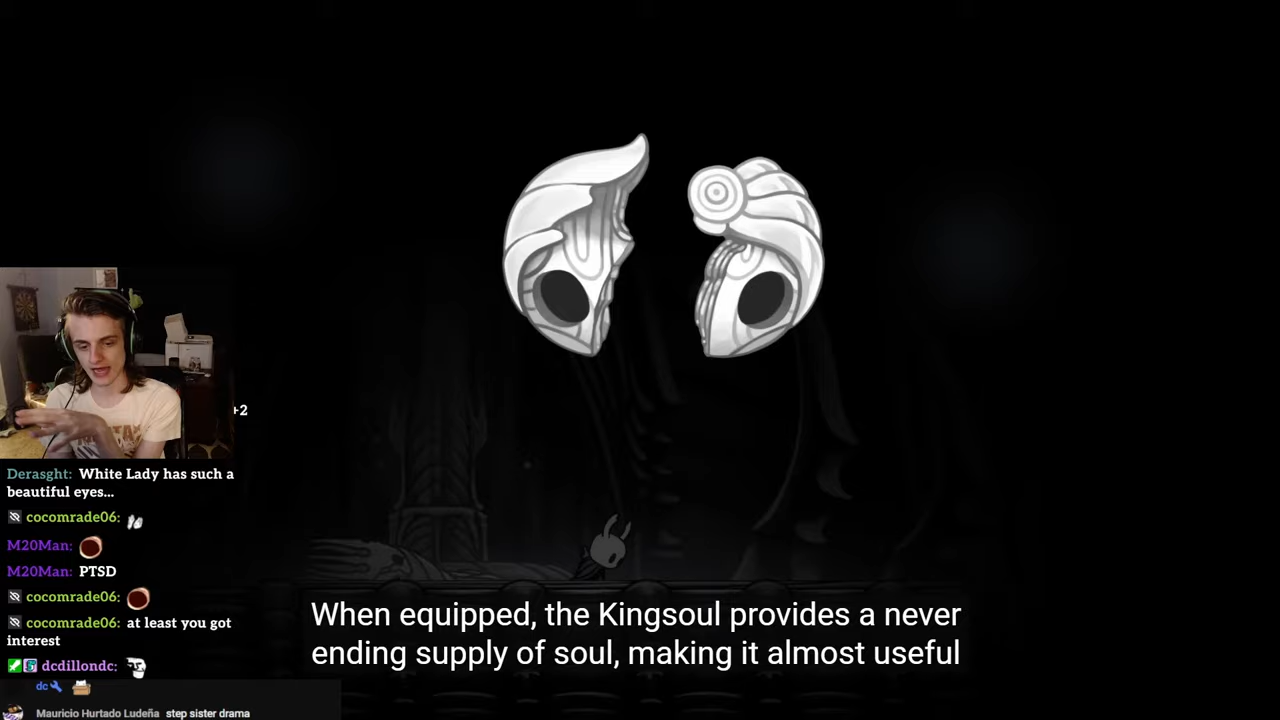 +2
Derasght: White Lady has such a
beautiful eyes...
cocomrade06:
M20Man:
M20Man: PTSD
cocomrade06:
cocomrade06: at least you got
interest
dcdillondc:
dc
Mauricio Hurtado Ludeña step sister drama
When equipped, the Kingsoul provides a never
ending supply of soul, making it almost useful